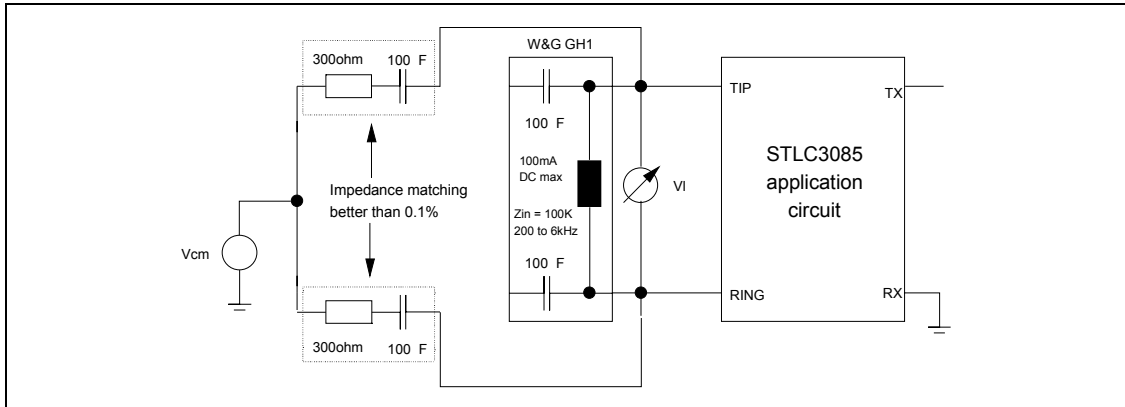 W&G GH1
300ohm
100 F
TIP
TX
100 F
100mA
DC max
STLC3085
application
circuit
Impedance matching
better than 0.1%
VI
Zin = 100K
200 to 6kHz
Vcm
100 F
RING
RX
300ohm
100 F